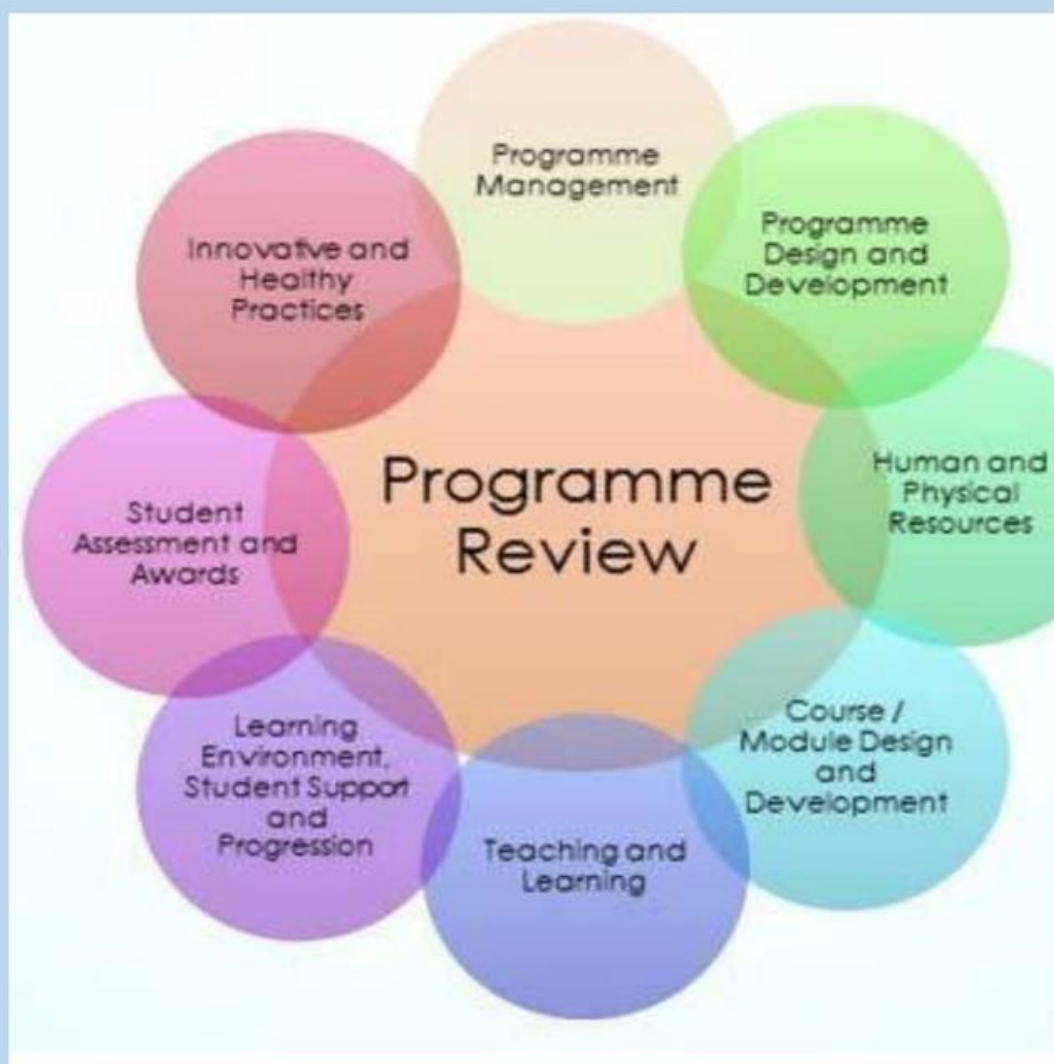 Programme
Management
Programme
Design and
Development
Human and
Physical
Resources
Course /
Module Design
and
Development
Teaching and
Learning
Learning
Environment,
Student Support
and
Progression
Student
Assessment and
Awards
Innovative and
Healthy
Practices
Programme
Review